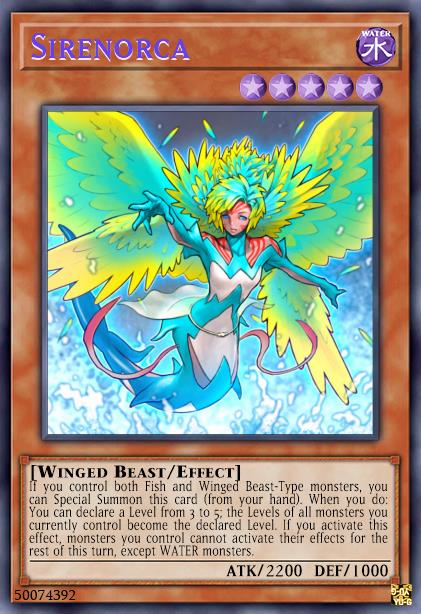 SIRENORCA
WATER
水
[WINGED BEAST/EFFECT]
If you control both Fish and Winged Beast-Type monsters, you
can Special Summon this card (from your hand). When you do:
You can declare a Level from 3 to 5; the Levels of all monsters you
currently control become the declared Level. If you activate this
effect, monsters you control cannot activate their effects for the
rest of this turn, except WATER monsters.
ATK/2200 DEF/1000
50074392